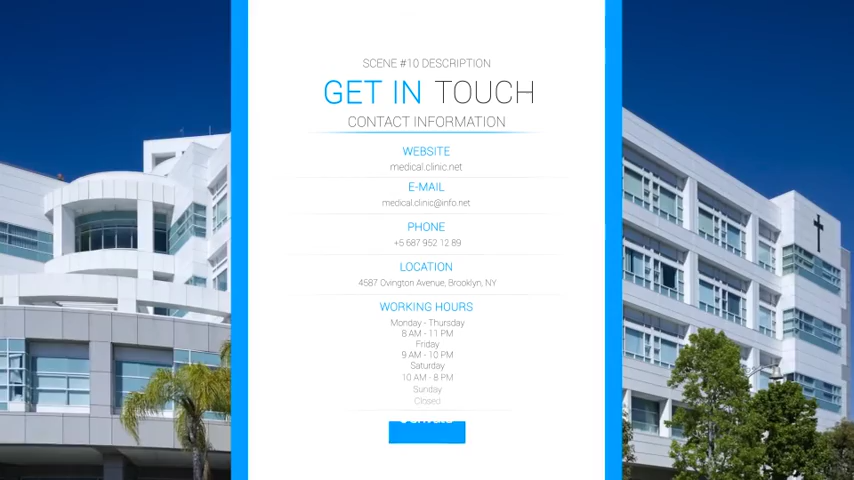 SCENE #10 DESCRIPTION
GET IN TOUCH
CONTACT INFORMATION
WEBSITE
medical.clinic.net
E-MAIL
medical.clinic@info.net
PHONE
+5 687 952 12 89
LOCATION
4587 Ovington Avenue, Brooklyn, NY
WORKING HOURS
Monday - Thursday
8 AM - 11 PM
Friday
9 AM - 10 PM
Saturday
10 AM - 8 PM
Sunday
Closed